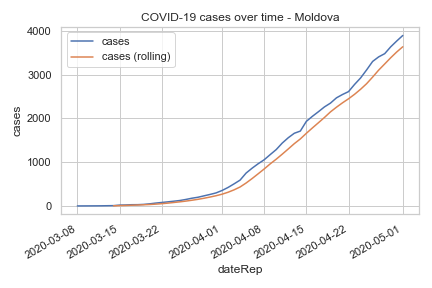 COVID-19 cases over time - Moldova
cases
cases (rolling)
4000
3000
2000
1000
0
cases
2020-03-08
2020-03-15
2020-03-22
2020-04-01
2020-04-08
2020-04-15
2020-04-22
2020-05-01
dateRep